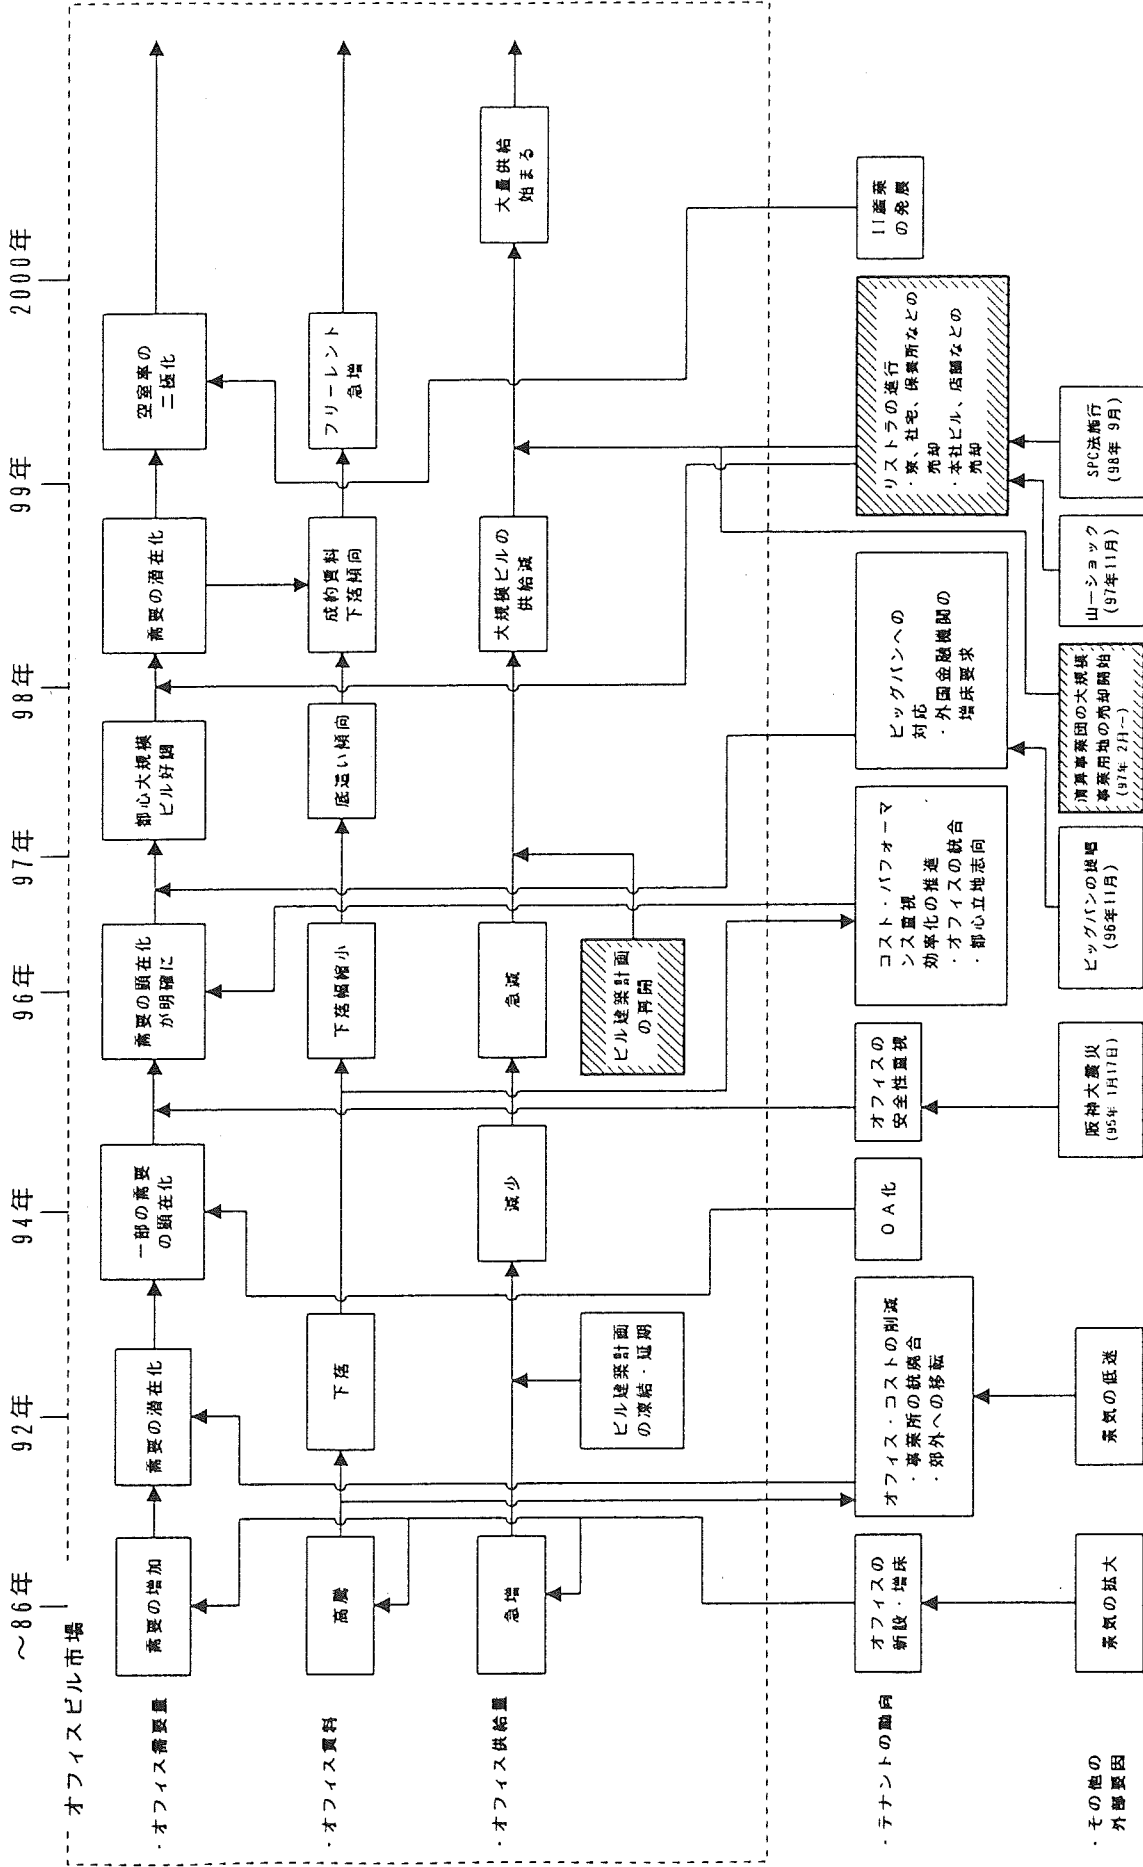 ～86年
92年
94年
96年
97年
98年
99年
2000年
オフィスビル市場
・オフィス需要量
需要の増加
需要の潜在化
一部の需要
の顕在化
需要の顕在化
が明確に
都心大規模
ビル好調
需要の潜在化
空室率の
二極化
・オフィス賃料
高騰
下落
下落幅縮小
底這い傾向
成約賃料
下落傾向
フリーレント
急増
・オフィス供給量
急増
減少
急減
大規模ビルの
供給減
大量供給
始まる
ビル建築計画
の凍結・延期
ビル建築計画
の再開
・テナントの動向
オフィスの
新設・増床
オフィス・コストの削減
・事業所の統廃合
・郊外への移転
OA化
オフィスの
安全性重視
コスト・パフォーマ
ンス重視
効率化の推進
・オフィスの統合
・都心立地志向
ビッグバンへの
対応
・外国金融機関の
増床要求
リストラの進行
・寮、社宅、保養所などの
売却
・本社ビル、店舗などの
売却
II産業
の発展
・その他の
外部要因
景気の拡大
景気の低迷
阪神大震災
(95年 1月17日)
ビッグバンの提唱
(96年11月)
清算事業団の大規模
事業用地の売却開始
(97年 2月～)
山一ショック
(97年11月)
SPC法施行
(98年 9月)